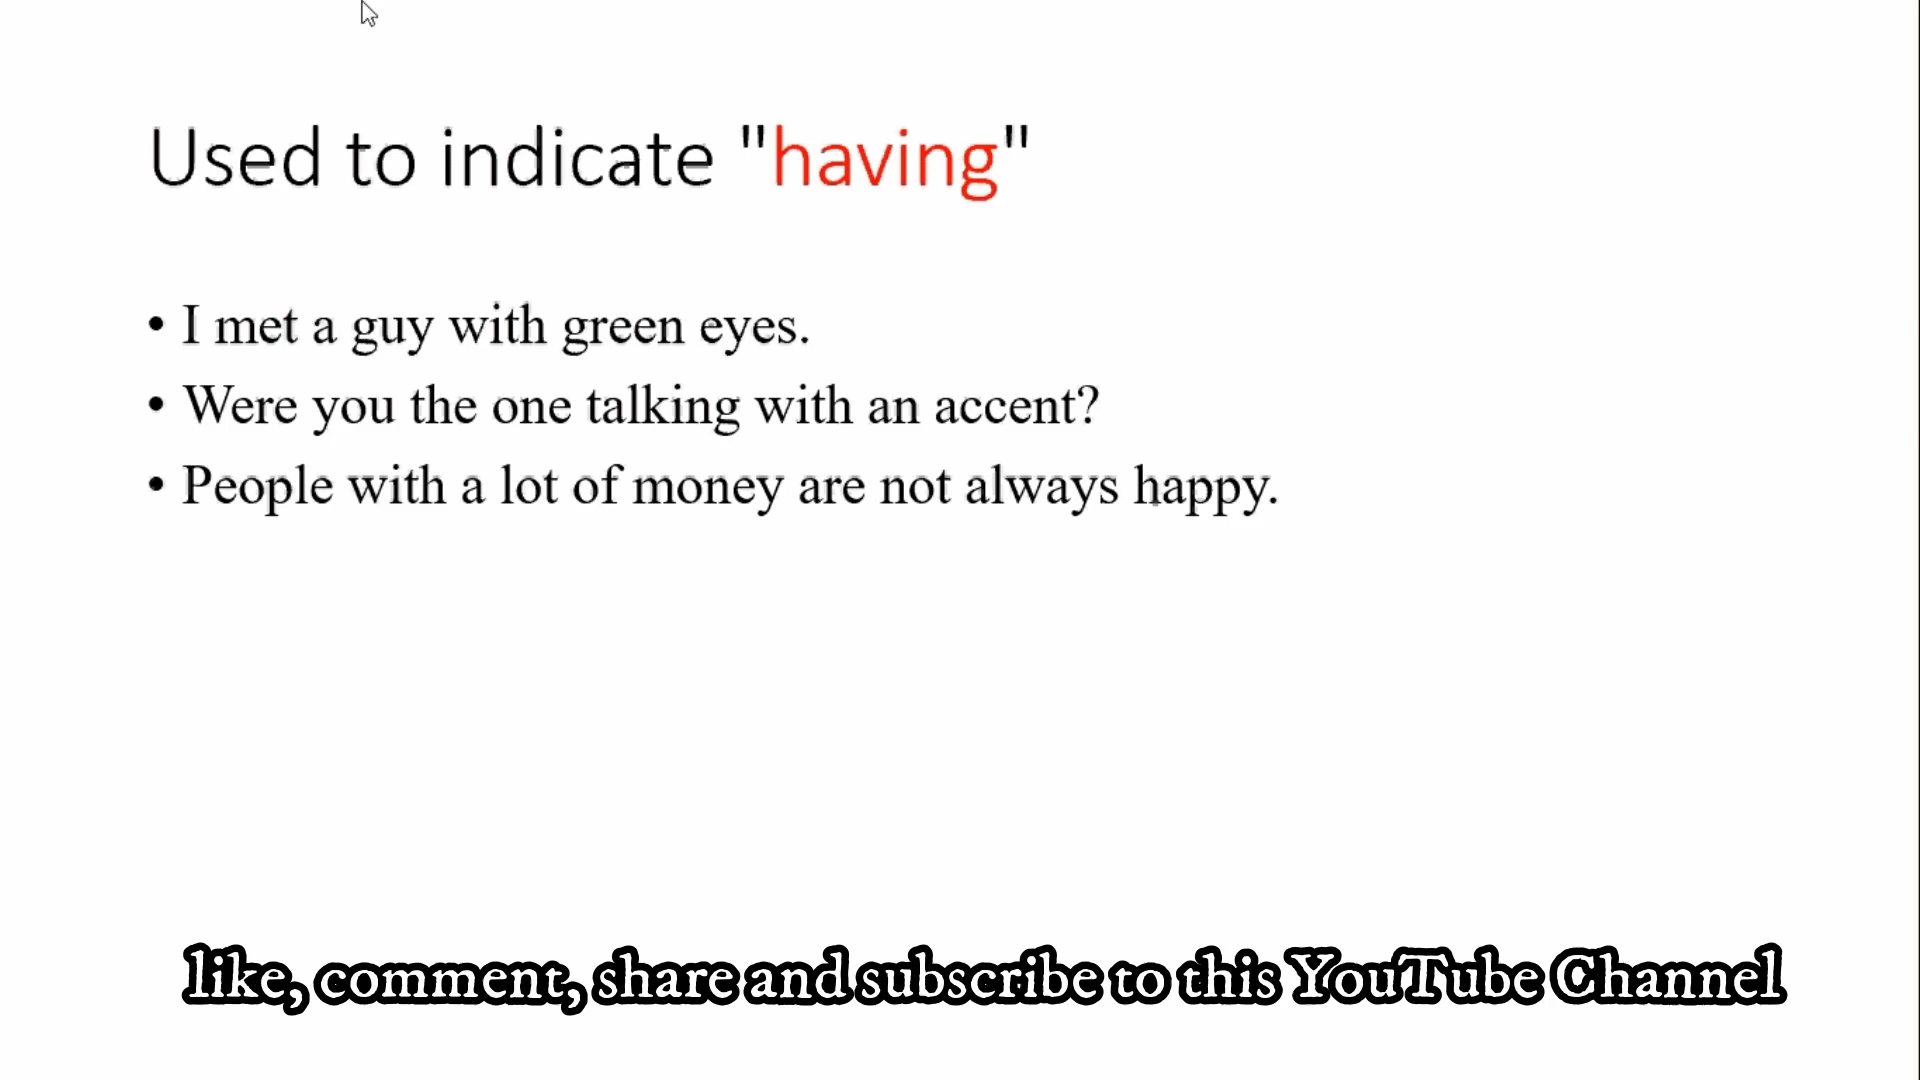 Used to indicate "having"
• I met a guy with green eyes.
• Were you the one talking with an accent?
• People with a lot of money are not always happy.
like, comment, share and subscribe to this YouTube Channel